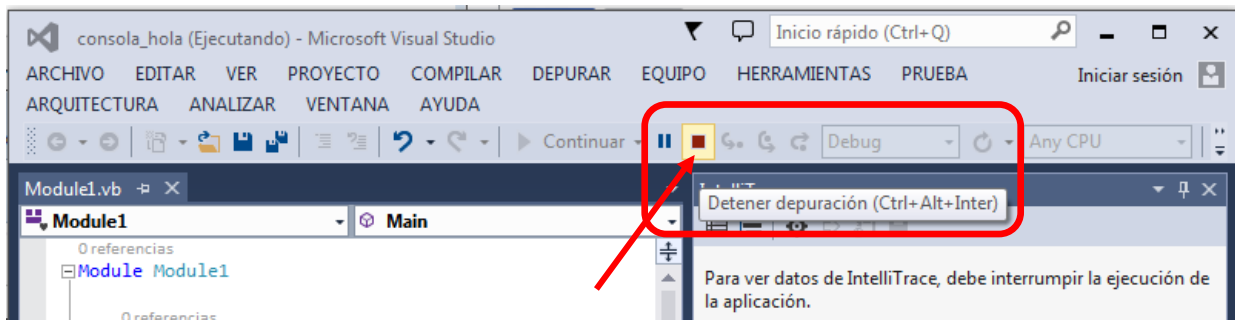 consola_hola (Ejecutando) - Microsoft Visual Studio
Inicio rápido (Ctrl+Q)
ARCHIVO EDITAR VER PROYECTO COMPILAR DEPURAR EQUIPO HERRAMIENTAS PRUEBA Iniciar sesión
ARQUITECTURA ANALIZAR VENTANA AYUDA
Continuar Debug Any CPU
Module1.vb
Detener depuración (Ctrl+Alt+Inter)
Module1 Main
0 referencias
Module Module1
Para ver datos de IntelliTrace, debe interrumpir la ejecución de
la aplicación.
0 referencias